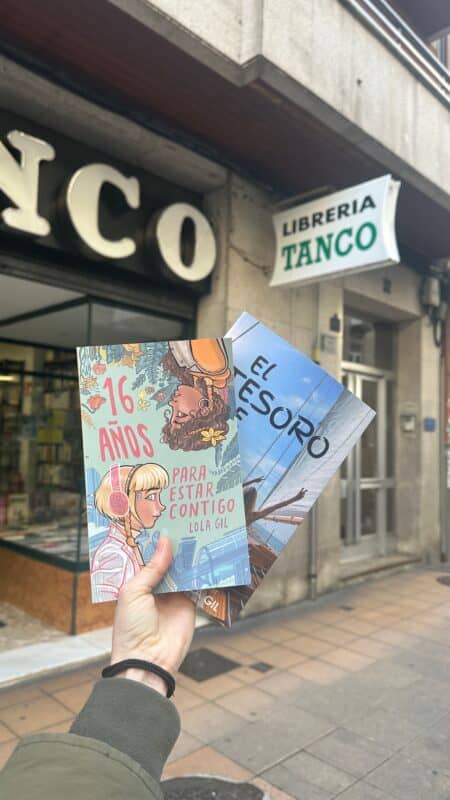 NCO
LIBRERIA
TANCO
16
AÑOS
PARA
ESTAR
CONTIGO
LOLA GIL
EL
TESORO
GIL